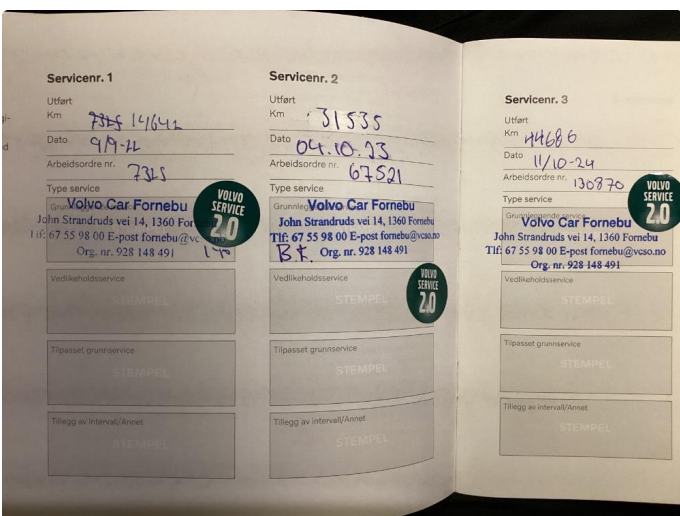 Servicenr. 1
Utført
Km 7325 14642
Dato 9/9-22
Arbeidsordre nr. 7325
Type service
Volvo Car Fornebu
John Strandruds vei 14, 1360 Fornebu
Tlf: 67 55 98 00 E-post fornebu@vcso.no
Org. nr. 928 148 491
VOLVO
SERVICE
2.0
Vedlikeholdsservice
STEMPEL
Tilpasset grunnservice
STEMPEL
Tillegg av intervall/Annet
STEMPEL
Servicenr. 2
Utført
Km 31535
Dato 04.10.23
Arbeidsordre nr. 67521
Type service
Grunnleg
Volvo Car Fornebu
John Strandruds vei 14, 1360 Fornebu
Tlf: 67 55 98 00 E-post fornebu@vcso.no
B.K. Org. nr. 928 148 491
Vedlikeholdsservice
VOLVO
SERVICE
2.0
STEMPEL
Tilpasset grunnservice
STEMPEL
Tillegg av intervall/Annet
STEMPEL
Servicenr. 3
Utført
Km 44686
Dato 11/10-24
Arbeidsordre nr. 130870
Type service
VOLVO
SERVICE
2.0
Grunnleggende service
Volvo Car Fornebu
John Strandruds vei 14, 1360 Fornebu
Tlf: 67 55 98 00 E-post fornebu@vcso.no
Org. nr. 928 148 491
Vedlikeholdsservice
STEMPEL
Tilpasset grunnservice
STEMPEL
Tillegg av intervall/Annet
STEMPEL